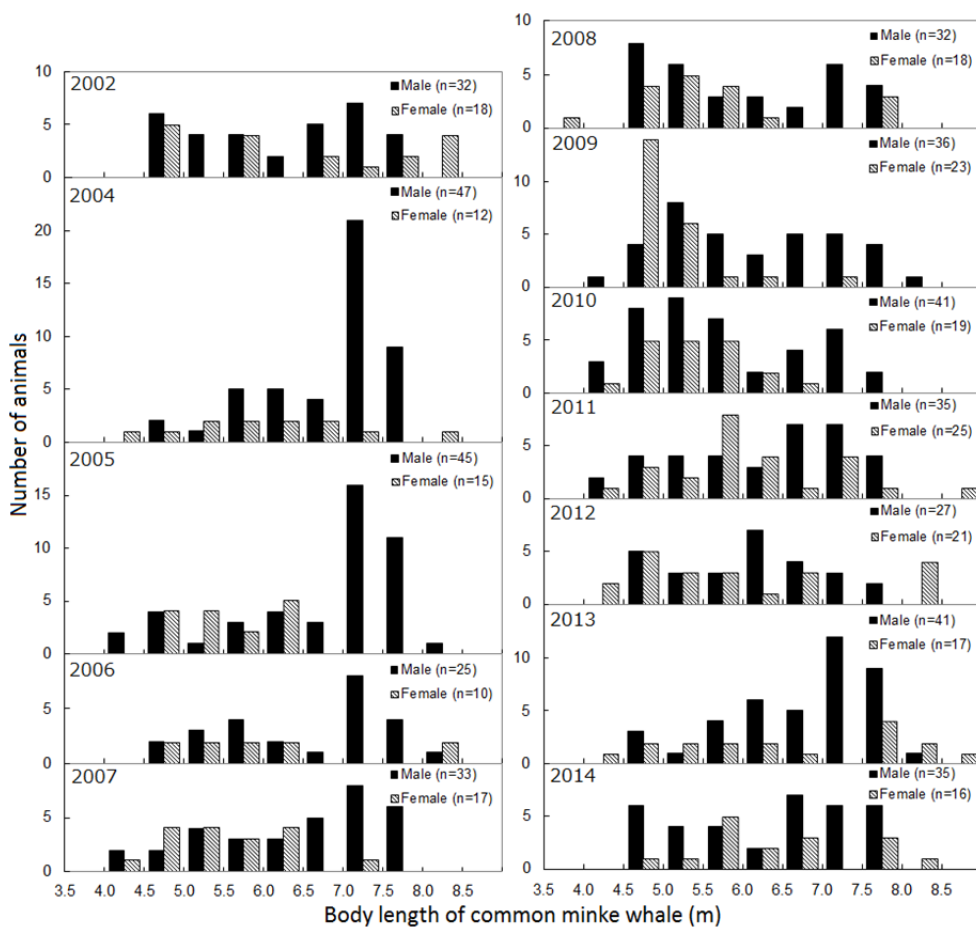 Number of animals
2002
Male (n=32)
Female (n=18)
10
5
0
2004
Male (n=47)
Female (n=12)
20
15
10
5
0
2005
Male (n=45)
Female (n=15)
15
10
5
0
2006
Male (n=25)
Female (n=10)
5
0
2007
Male (n=33)
Female (n=17)
5
0
3.5 4.0 4.5 5.0 5.5 6.0 6.5 7.0 7.5 8.0 8.5
2008
Male (n=32)
Female (n=18)
10
5
0
2009
Male (n=36)
Female (n=23)
10
5
0
2010
Male (n=41)
Female (n=19)
5
0
2011
Male (n=35)
Female (n=25)
5
0
2012
Male (n=27)
Female (n=21)
5
0
2013
Male (n=41)
Female (n=17)
10
5
0
2014
Male (n=35)
Female (n=16)
5
0
3.5 4.0 4.5 5.0 5.5 6.0 6.5 7.0 7.5 8.0 8.5
Body length of common minke whale (m)